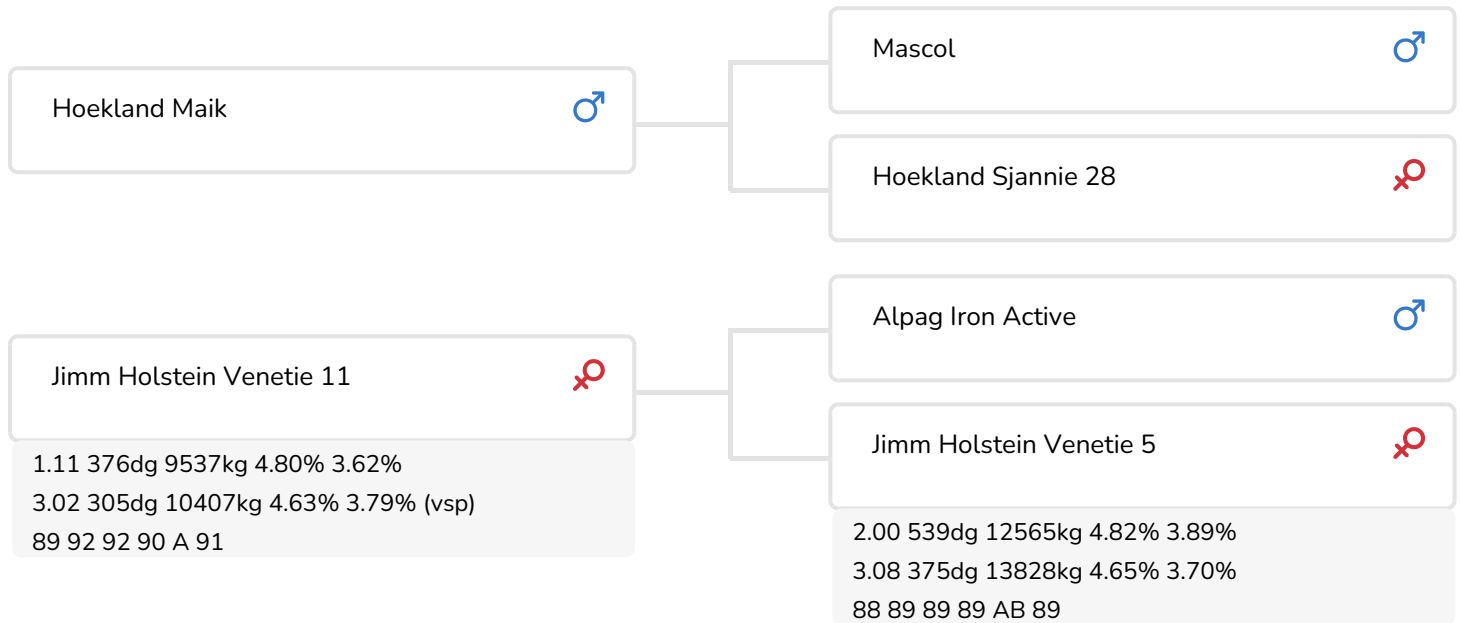 Hoekland Maik
Mascol
Hoekland Sjannie 28
Jimm Holstein Venetie 11
1.11 376dg 9537kg 4.80% 3.62%
3.02 305dg 10407kg 4.63% 3.79% (vsp)
89 92 92 90 A 91
Alpag Iron Active
Jimm Holstein Venetie 5
2.00 539dg 12565kg 4.82% 3.89%
3.08 375dg 13828kg 4.65% 3.70%
88 89 89 89 AB 89